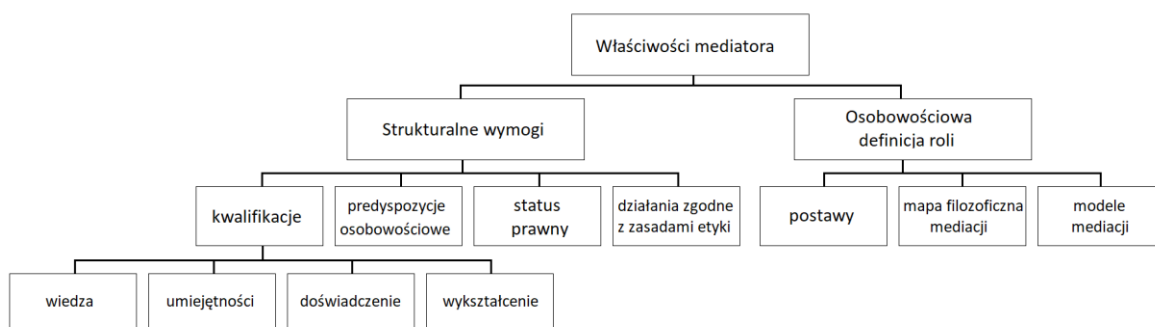 Właściwości mediatora
Strukturalne wymogi
Osobowościowa
definicja roli
kwalifikacje
predyspozycje
osobowościowe
status
prawny
działania zgodne
z zasadami etyki
postawy
mapa filozoficzna
mediacji
modele
mediacji
wiedza
umiejętności
doświadczenie
wykształcenie